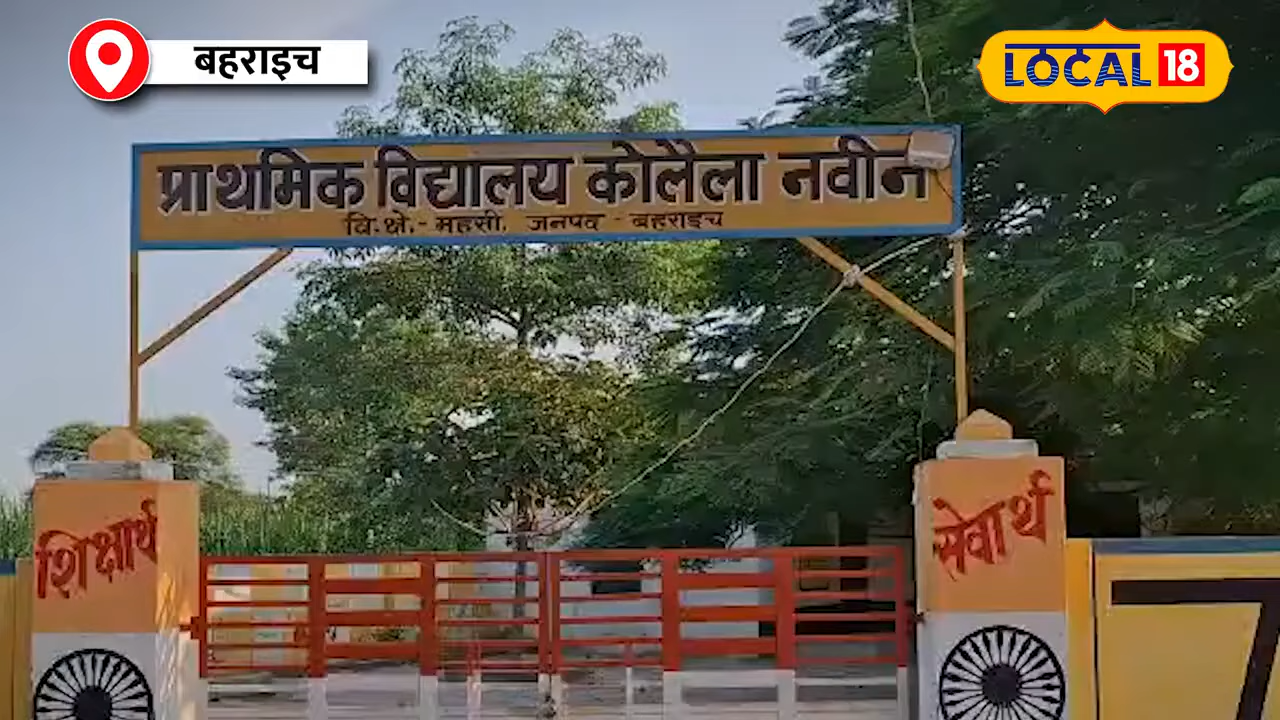 बहराइच
LOCAL 18
प्राथमिक विद्यालय कोलैला नवीन
वि.क्षे.- महसी, जनपद - बहराइच
शिक्षार्थ
सेवार्थ